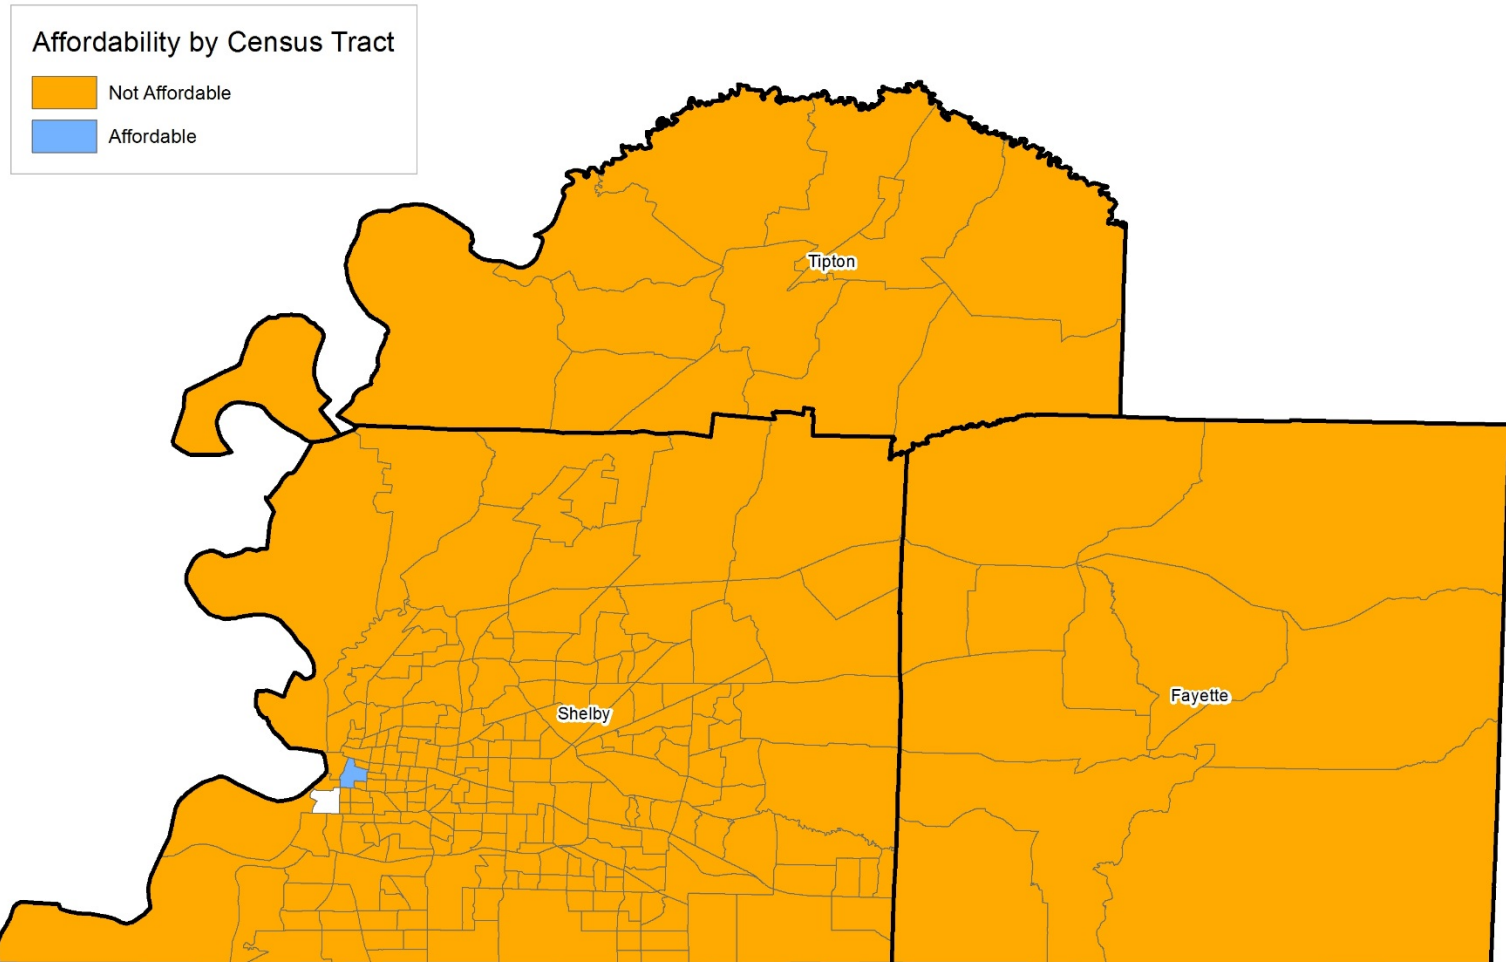 Affordability by Census Tract
Not Affordable
Affordable
Tipton
Fayette
Shelby